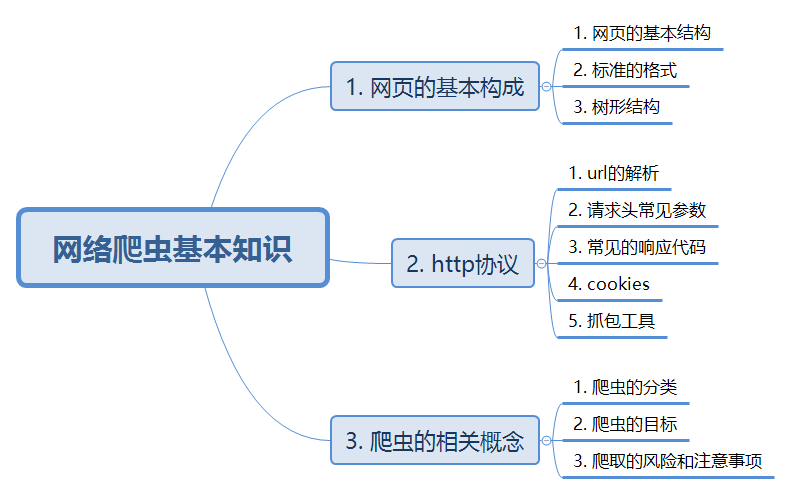 网络爬虫基本知识
1. 网页的基本构成
1. 网页的基本结构
2. 标准的格式
3. 树形结构
2. http协议
1. url的解析
2. 请求头常见参数
3. 常见的响应代码
4. cookies
5. 抓包工具
3. 爬虫的相关概念
1. 爬虫的分类
2. 爬虫的目标
3. 爬取的风险和注意事项